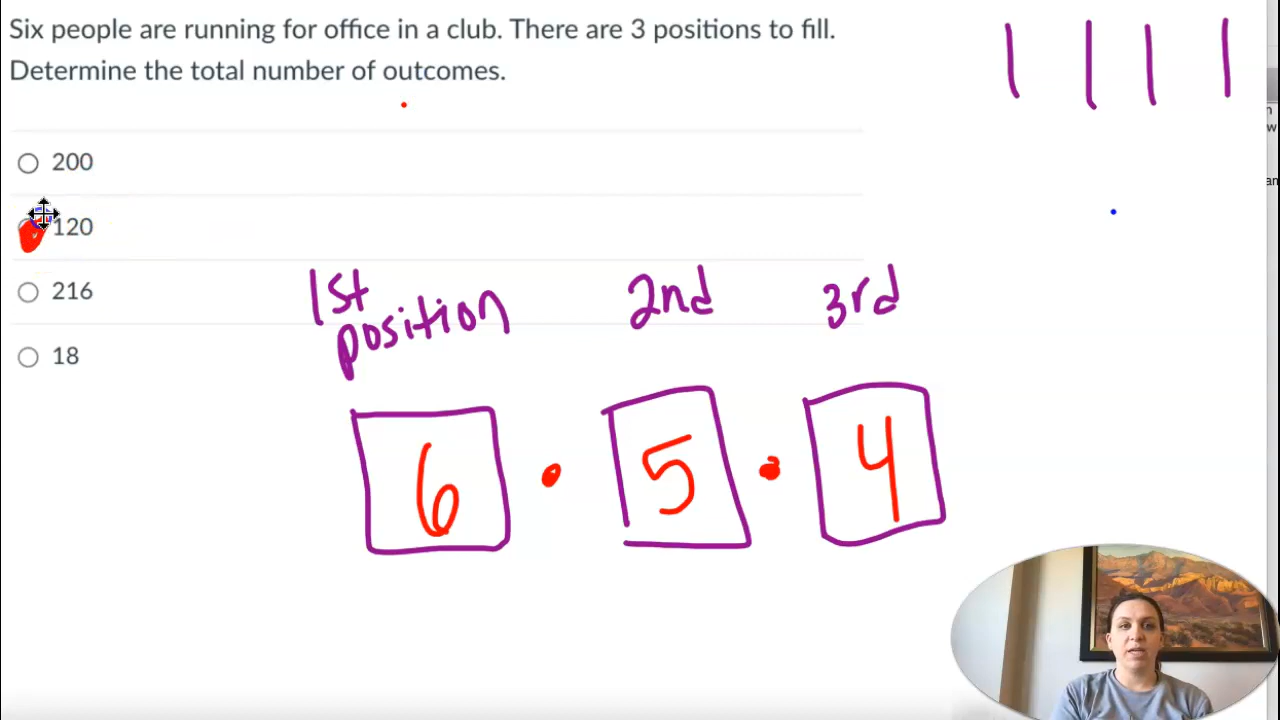 Six people are running for office in a club. There are 3 positions to fill.
Determine the total number of outcomes.
200
120
216
18
1st position
2nd
3rd
6 · 5 · 4